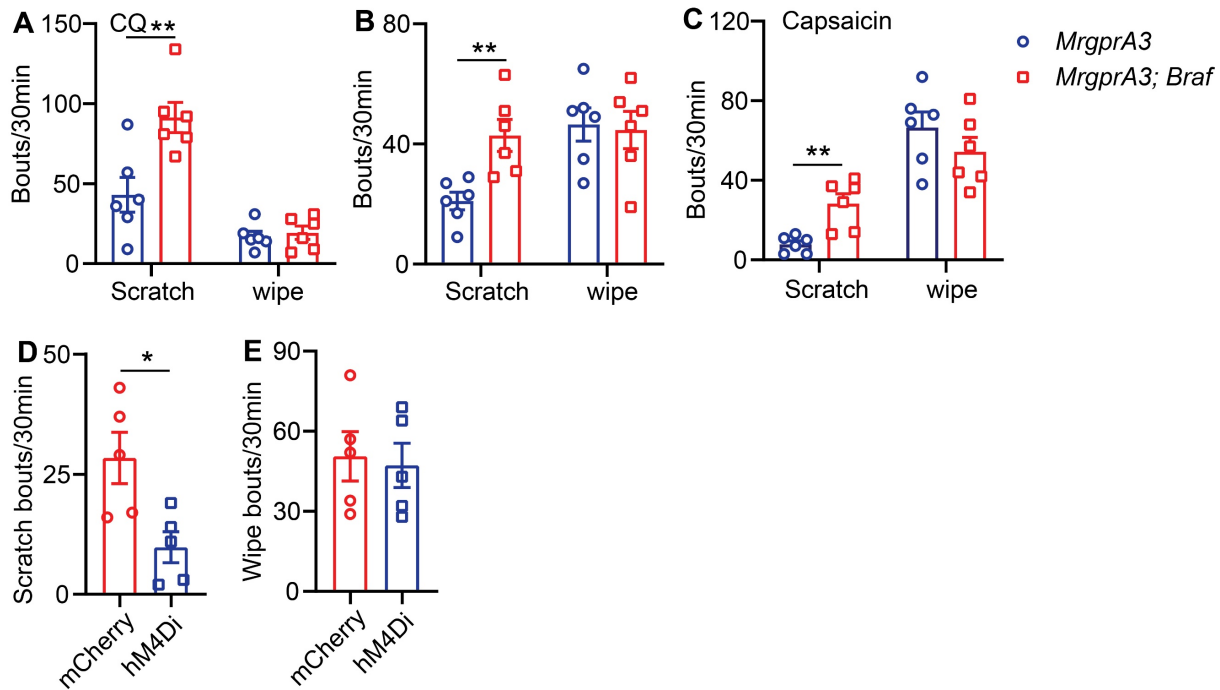 A
CQ
**
150
100
50
0
Bouts/30min
Scratch
wipe
B
**
80
40
0
Bouts/30min
Scratch
wipe
C
Capsaicin
**
120
80
40
0
Bouts/30min
Scratch
wipe
MrgprA3
MrgprA3; Braf
D
*
50
25
0
Scratch bouts/30min
mCherry
hM4Di
E
90
60
30
0
Wipe bouts/30min
mCherry
hM4Di